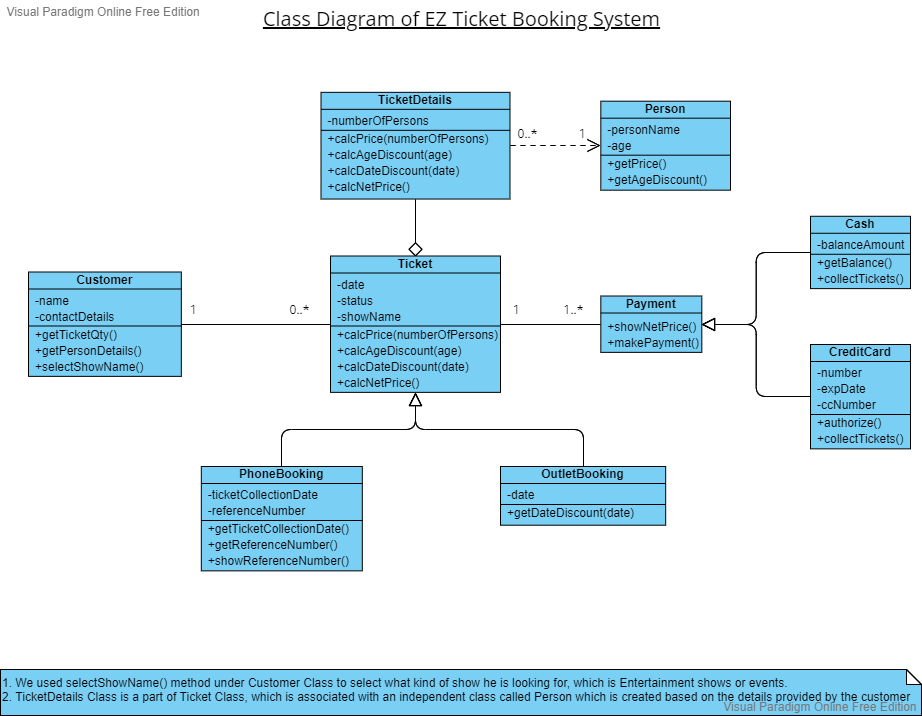 Visual Paradigm Online Free Edition
Class Diagram of EZ Ticket Booking System
TicketDetails
-numberOfPersons
+calcPrice(numberOfPersons)
+calcAgeDiscount(age)
+calcDateDiscount(date)
+calcNetPrice()
0..*
1
Person
-personName
-age
+getPrice()
+getAgeDiscount()
Cash
-balanceAmount
+getBalance()
+collectTickets()
Customer
-name
-contactDetails
+getTicketQty()
+getPersonDetails()
+selectShowName()
1
0..*
Ticket
-date
-status
-showName
+calcPrice(numberOfPersons)
+calcAgeDiscount(age)
+calcDateDiscount(date)
+calcNetPrice()
1
1..*
Payment
+showNetPrice()
+makePayment()
CreditCard
-number
-expDate
-ccNumber
+authorize()
+collectTickets()
PhoneBooking
-ticketCollectionDate
-referenceNumber
+getTicketCollectionDate()
+getReferenceNumber()
+showReferenceNumber()
OutletBooking
-date
+getDateDiscount(date)
1. We used selectShowName() method under Customer Class to select what kind of show he is looking for, which is Entertainment shows or events.
2. TicketDetails Class is a part of Ticket Class, which is associated with an independent class called Person which is created based on the details provided by the customer
Visual Paradigm Online Free Edition